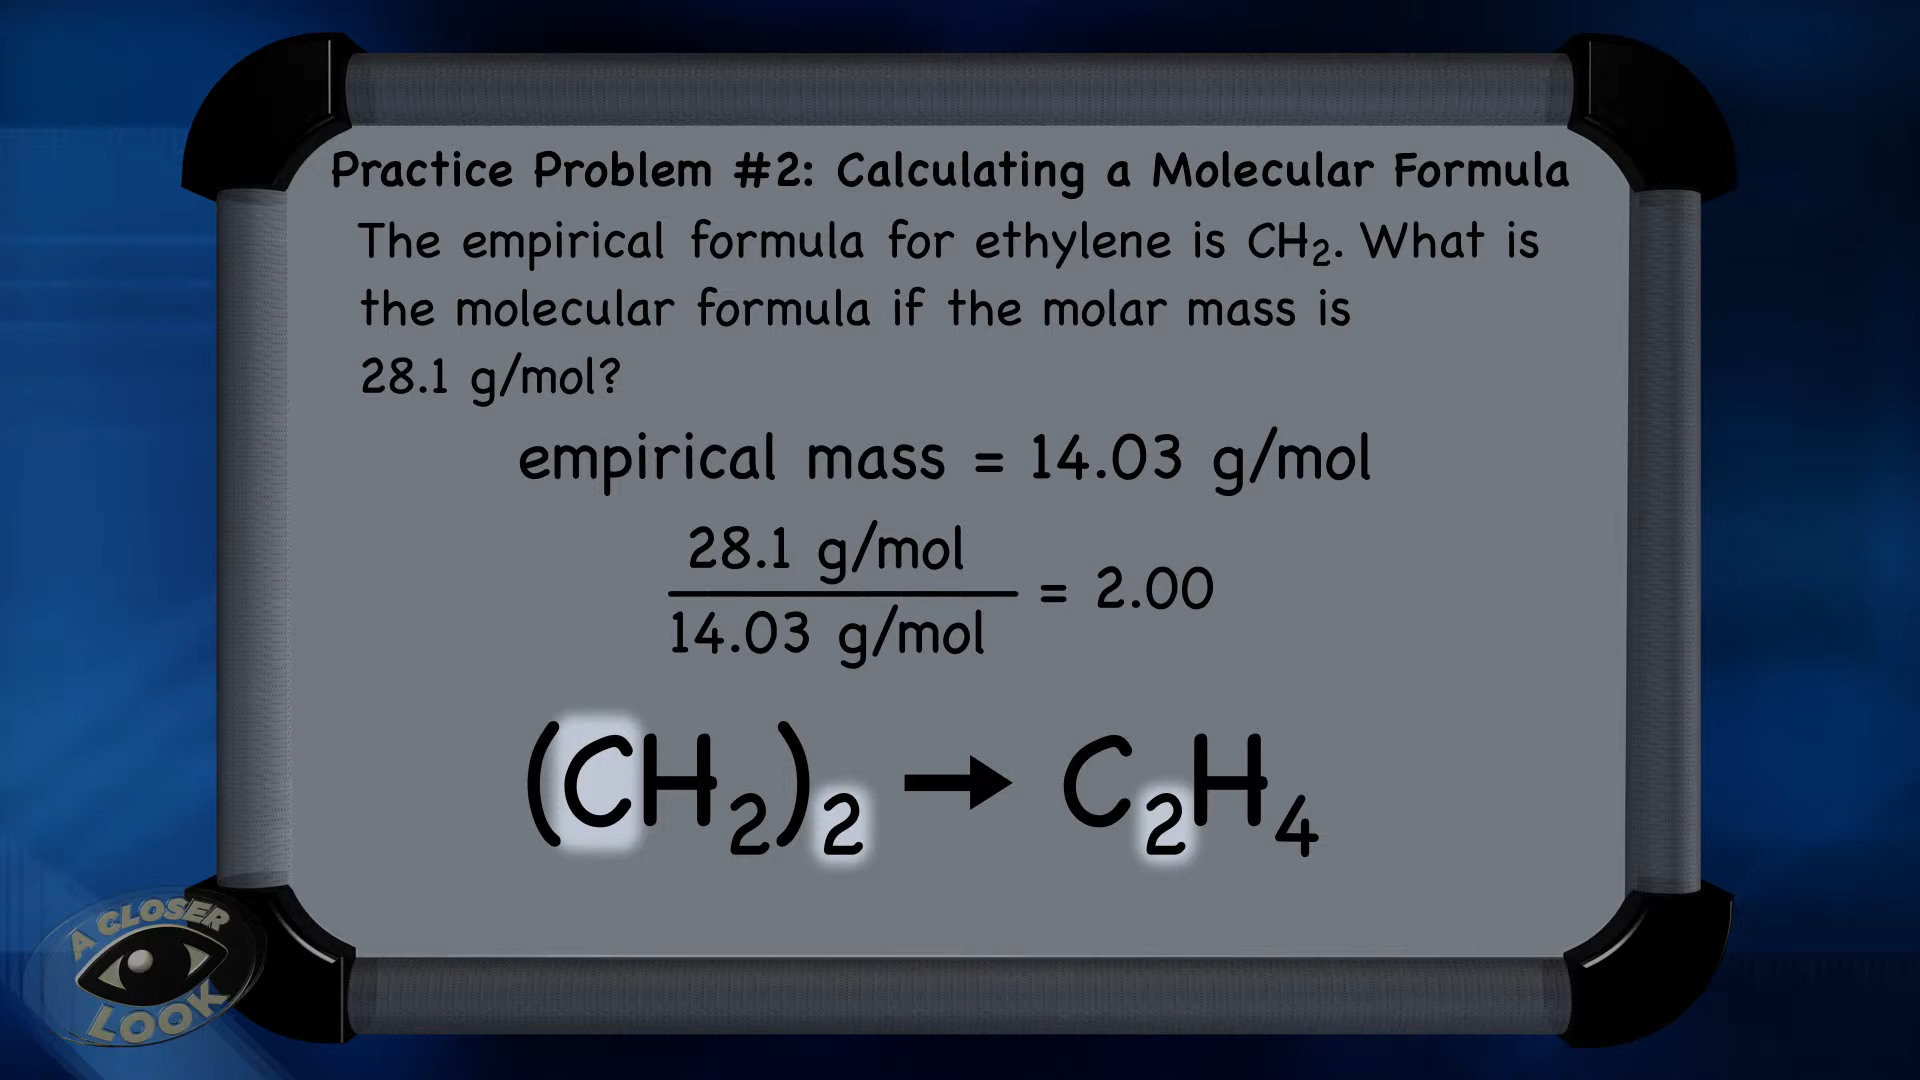 Practice Problem #2: Calculating a Molecular Formula
The empirical formula for ethylene is CH₂. What is
the molecular formula if the molar mass is
28.1 g/mol?
empirical mass = 14.03 g/mol
28.1 g/mol
14.03 g/mol
= 2.00
(CH₂)₂ → C₂H₄
A CLOSER
LOOK